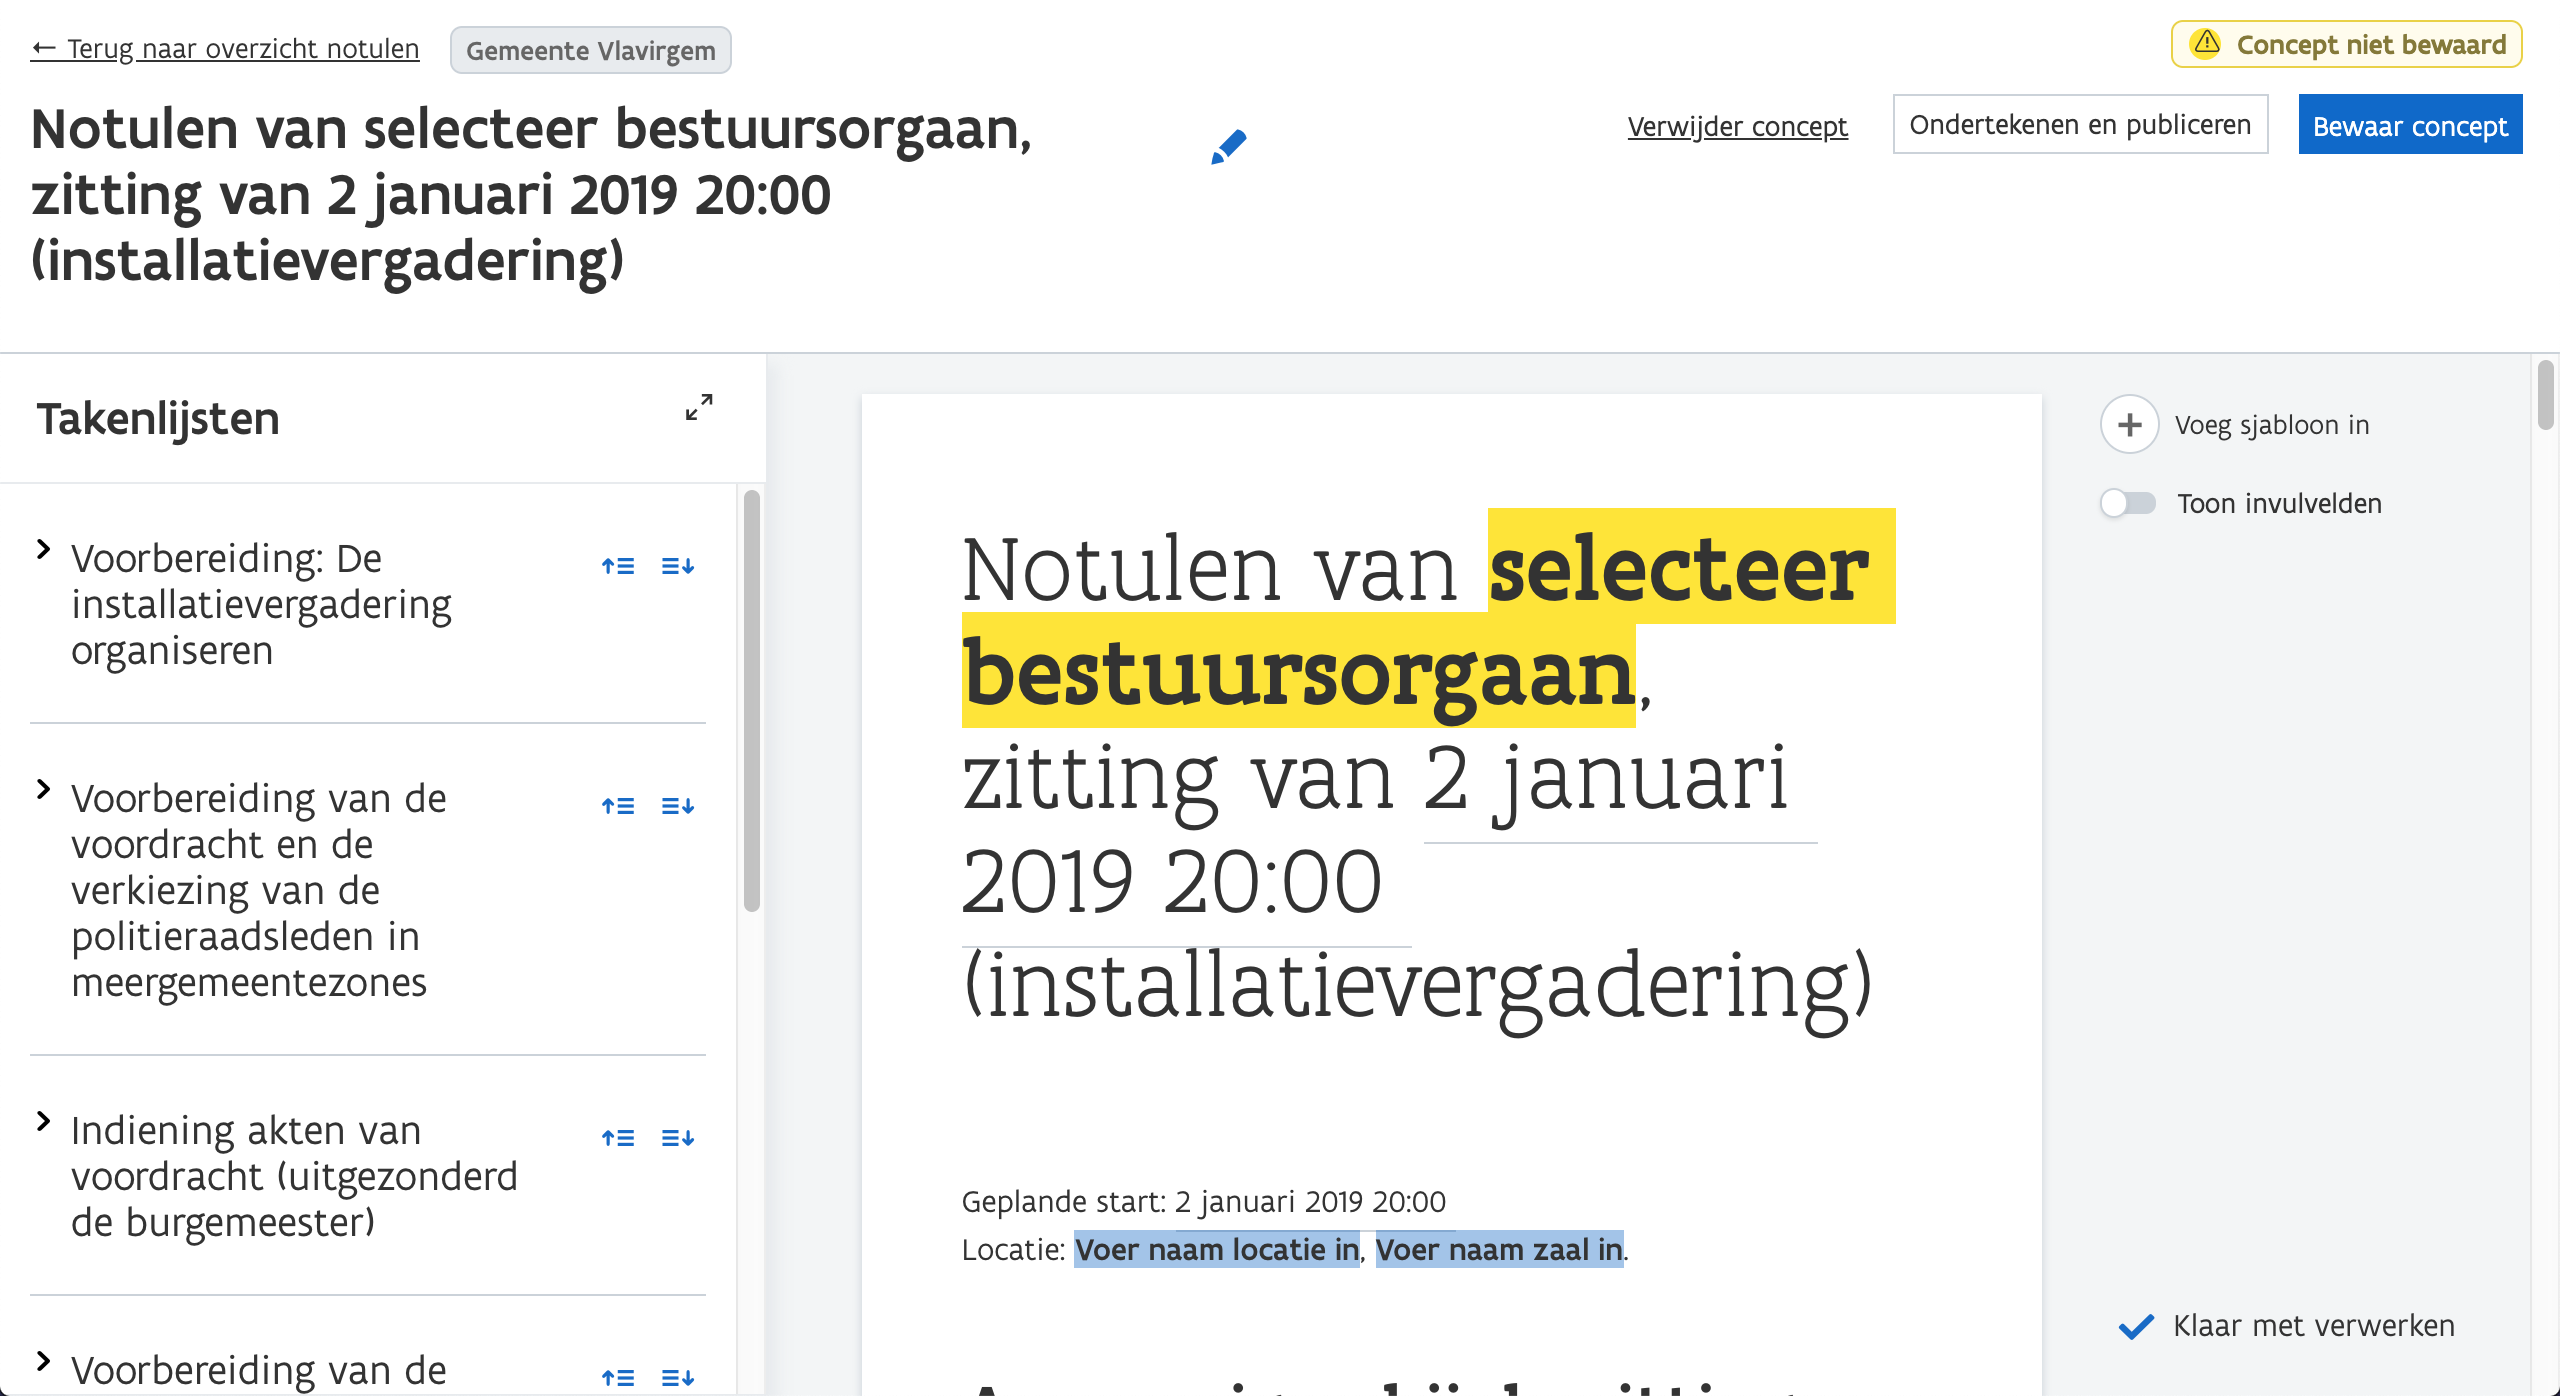 ← Terug naar overzicht notulen
Gemeente Vlavirgem
Concept niet bewaard
Notulen van selecteer bestuursorgaan,
zitting van 2 januari 2019 20:00
(installatievergadering)
Verwijder concept
Ondertekenen en publiceren
Bewaar concept
Takenlijsten
Voorbereiding: De
installatievergadering
organiseren
Voorbereiding van de
voordracht en de
verkiezing van de
politieraadsleden in
meergemeentezones
Indiening akten van
voordracht (uitgezonderd
de burgemeester)
Voorbereiding van de
Notulen van selecteer
bestuursorgaan,
zitting van 2 januari
2019 20:00
(installatievergadering)
Geplande start: 2 januari 2019 20:00
Locatie: Voer naam locatie in, Voer naam zaal in.
Voeg sjabloon in
Toon invulvelden
Klaar met verwerken